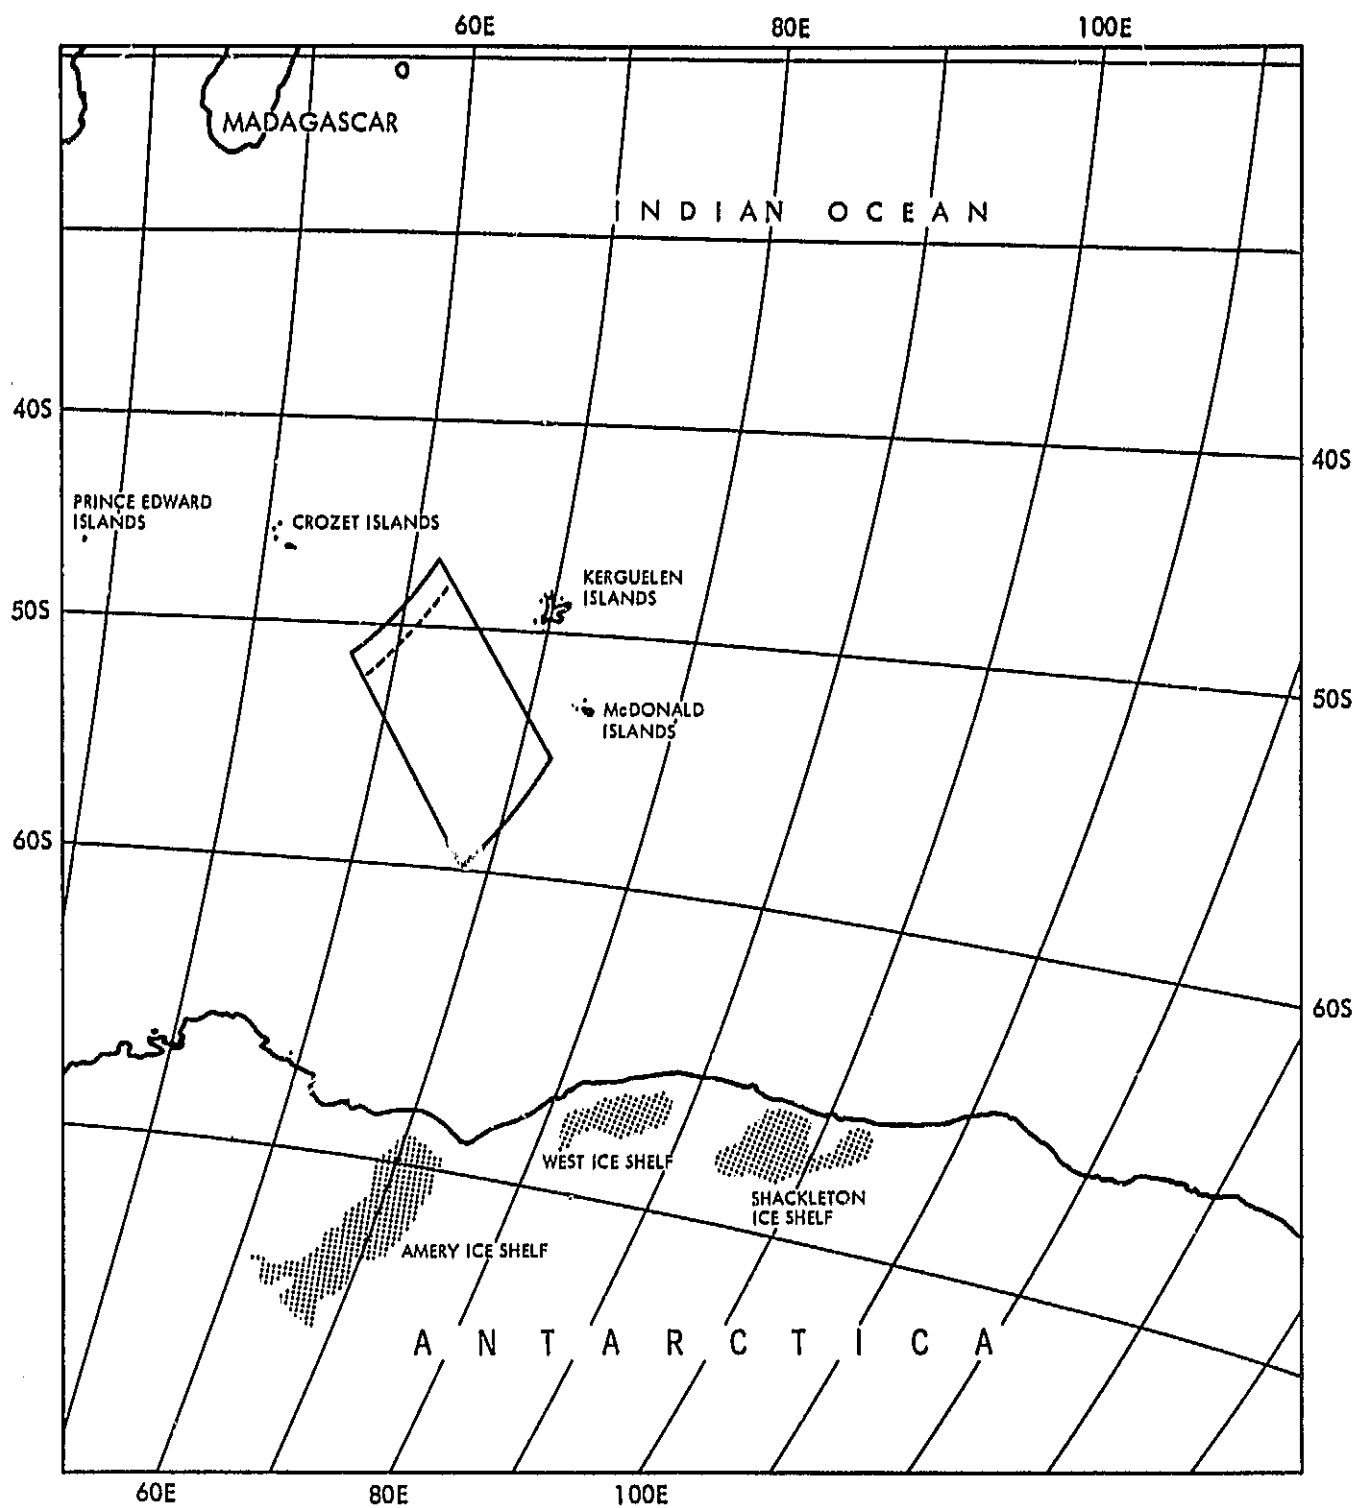 60E 80E 100E
MADAGASCAR
INDIAN OCEAN
40S
40S
PRINCE EDWARD
ISLANDS
CROZET ISLANDS
KERGUELEN
ISLANDS
50S
50S
McDONALD
ISLANDS
60S
60S
WEST ICE SHELF
SHACKLETON
ICE SHELF
AMERY ICE SHELF
ANTARCTICA
60E 80E 100E